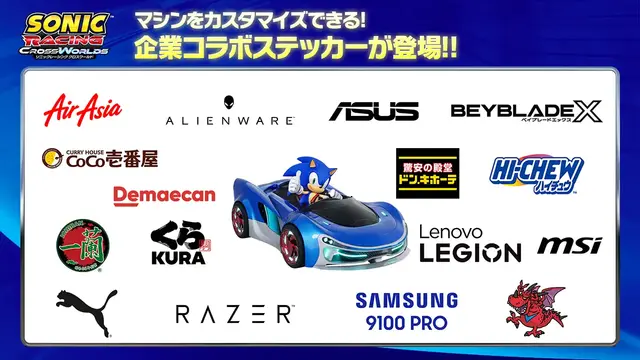 SONIC
RACING
CROSSWORLDS
ソニックレーシング クロスワールド
マシンをカスタマイズできる!
企業コラボステッカーが登場!!
AirAsia
ALIENWARE
ASUS
BEYBLADE X
ベイブレードエックス
CURRY HOUSE
CoCo壱番屋
驚安の殿堂
ドン.キホーテ
HI-CHEW
ハイチュウ
Demaecan
一蘭
くら
KURA
Lenovo
LEGION
msi
RAZER
SAMSUNG
9100 PRO